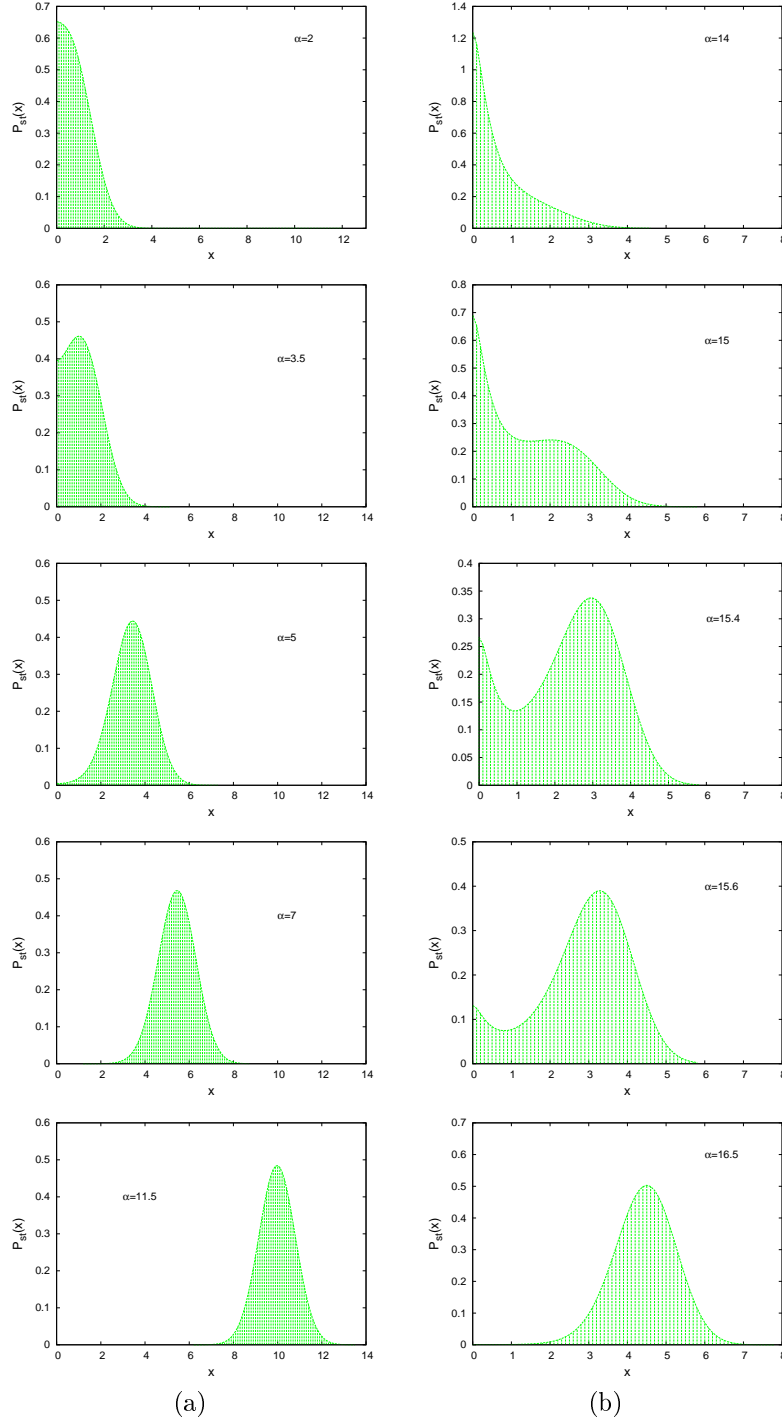 0.7
0.6
0.5
0.4
0.3
0.2
0.1
0
P_st(x)
α=2
0 2 4 6 8 10 12
x
1.4
1.2
1
0.8
0.6
0.4
0.2
0
P_st(x)
α=14
0 1 2 3 4 5 6 7 8
x
0.6
0.5
0.4
0.3
0.2
0.1
0
P_st(x)
α=3.5
0 2 4 6 8 10 12 14
x
0.8
0.7
0.6
0.5
0.4
0.3
0.2
0.1
0
P_st(x)
α=15
0 1 2 3 4 5 6 7 8
x
0.6
0.5
0.4
0.3
0.2
0.1
0
P_st(x)
α=5
0 2 4 6 8 10 12 14
x
0.4
0.35
0.3
0.25
0.2
0.15
0.1
0.05
0
P_st(x)
α=15.4
0 1 2 3 4 5 6 7 8
x
0.6
0.5
0.4
0.3
0.2
0.1
0
P_st(x)
α=7
0 2 4 6 8 10 12 14
x
0.5
0.4
0.3
0.2
0.1
0
P_st(x)
α=15.6
0 1 2 3 4 5 6 7 8
x
0.6
0.5
0.4
0.3
0.2
0.1
0
P_st(x)
α=11.5
0 2 4 6 8 10 12 14
x
0.7
0.6
0.5
0.4
0.3
0.2
0.1
0
P_st(x)
α=16.5
0 1 2 3 4 5 6 7 8
x
(a)
(b)